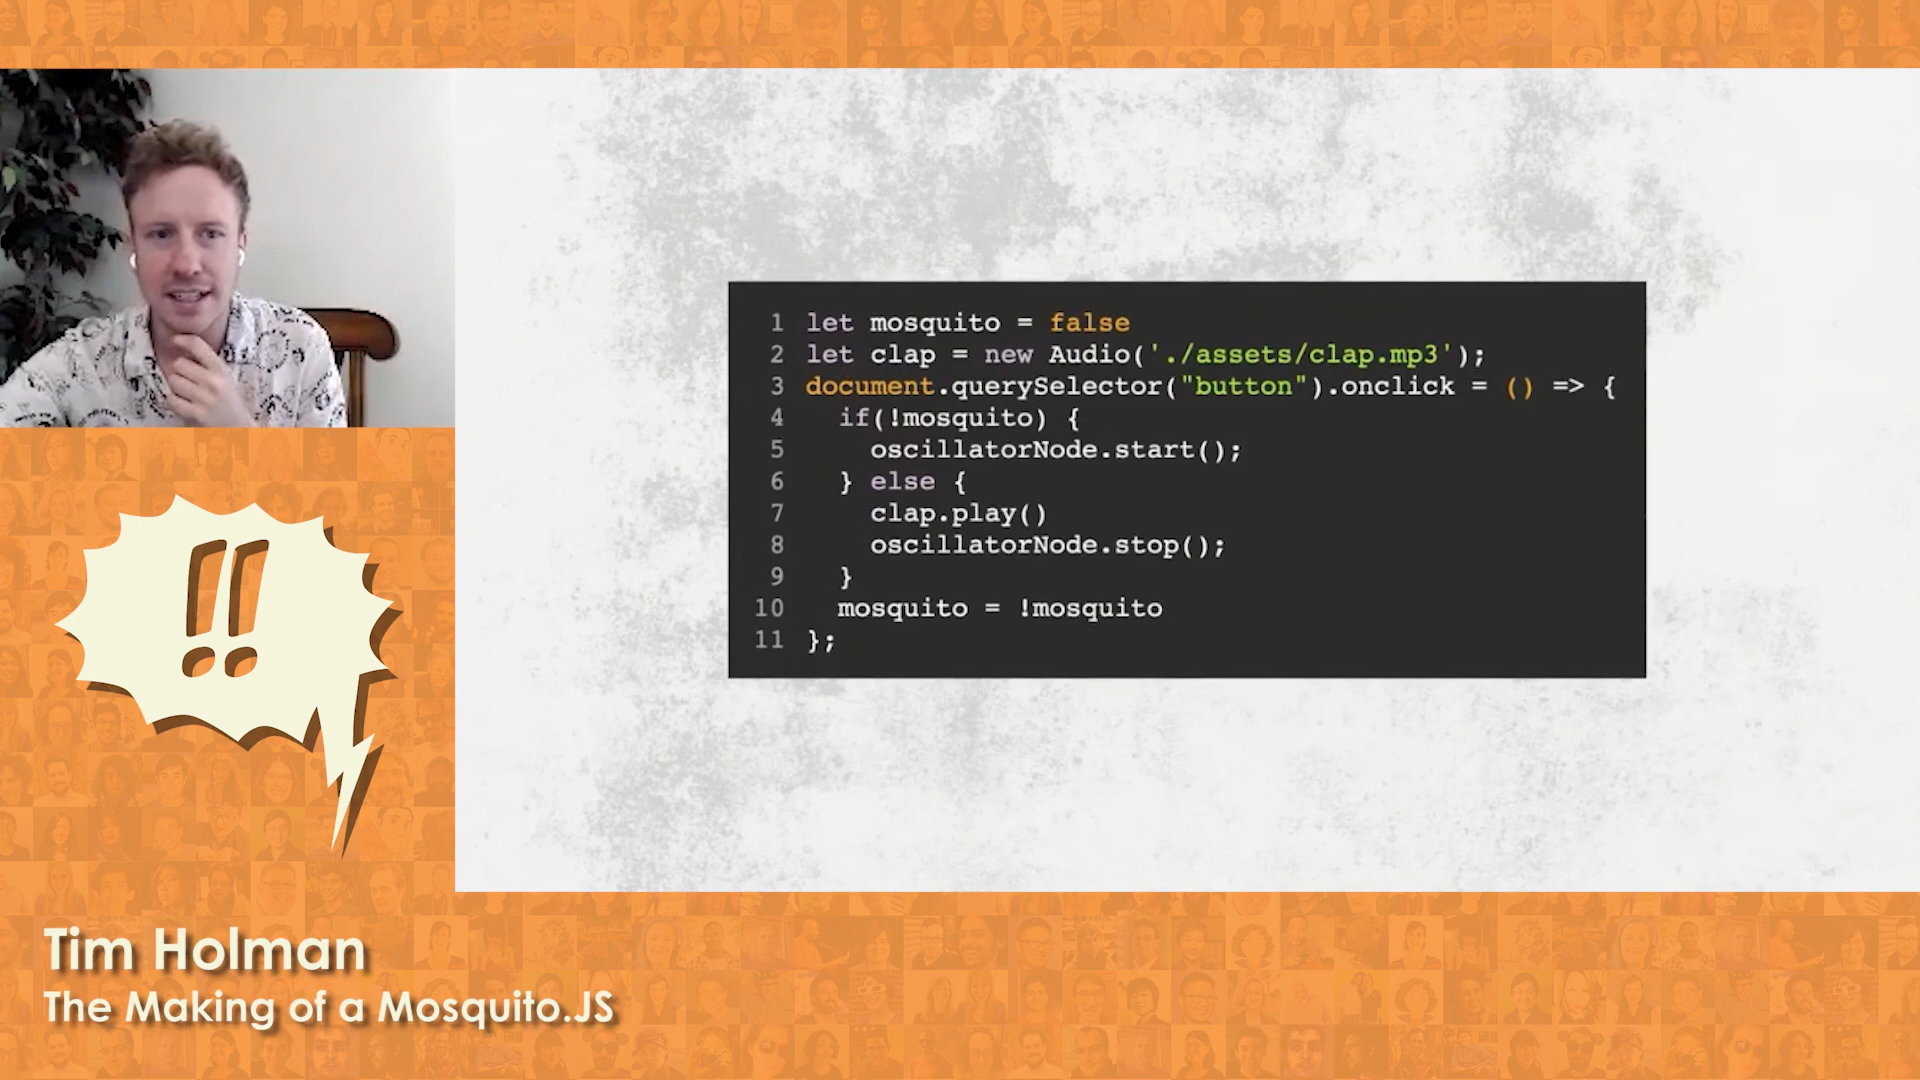 1 let mosquito = false
2 let clap = new Audio('./assets/clap.mp3');
3 document.querySelector("button").onclick = () => {
4 if(!mosquito) {
5 oscillatorNode.start();
6 } else {
7 clap.play()
8 oscillatorNode.stop();
9 }
10 mosquito = !mosquito
11 };
!!
Tim Holman
The Making of a Mosquito.JS